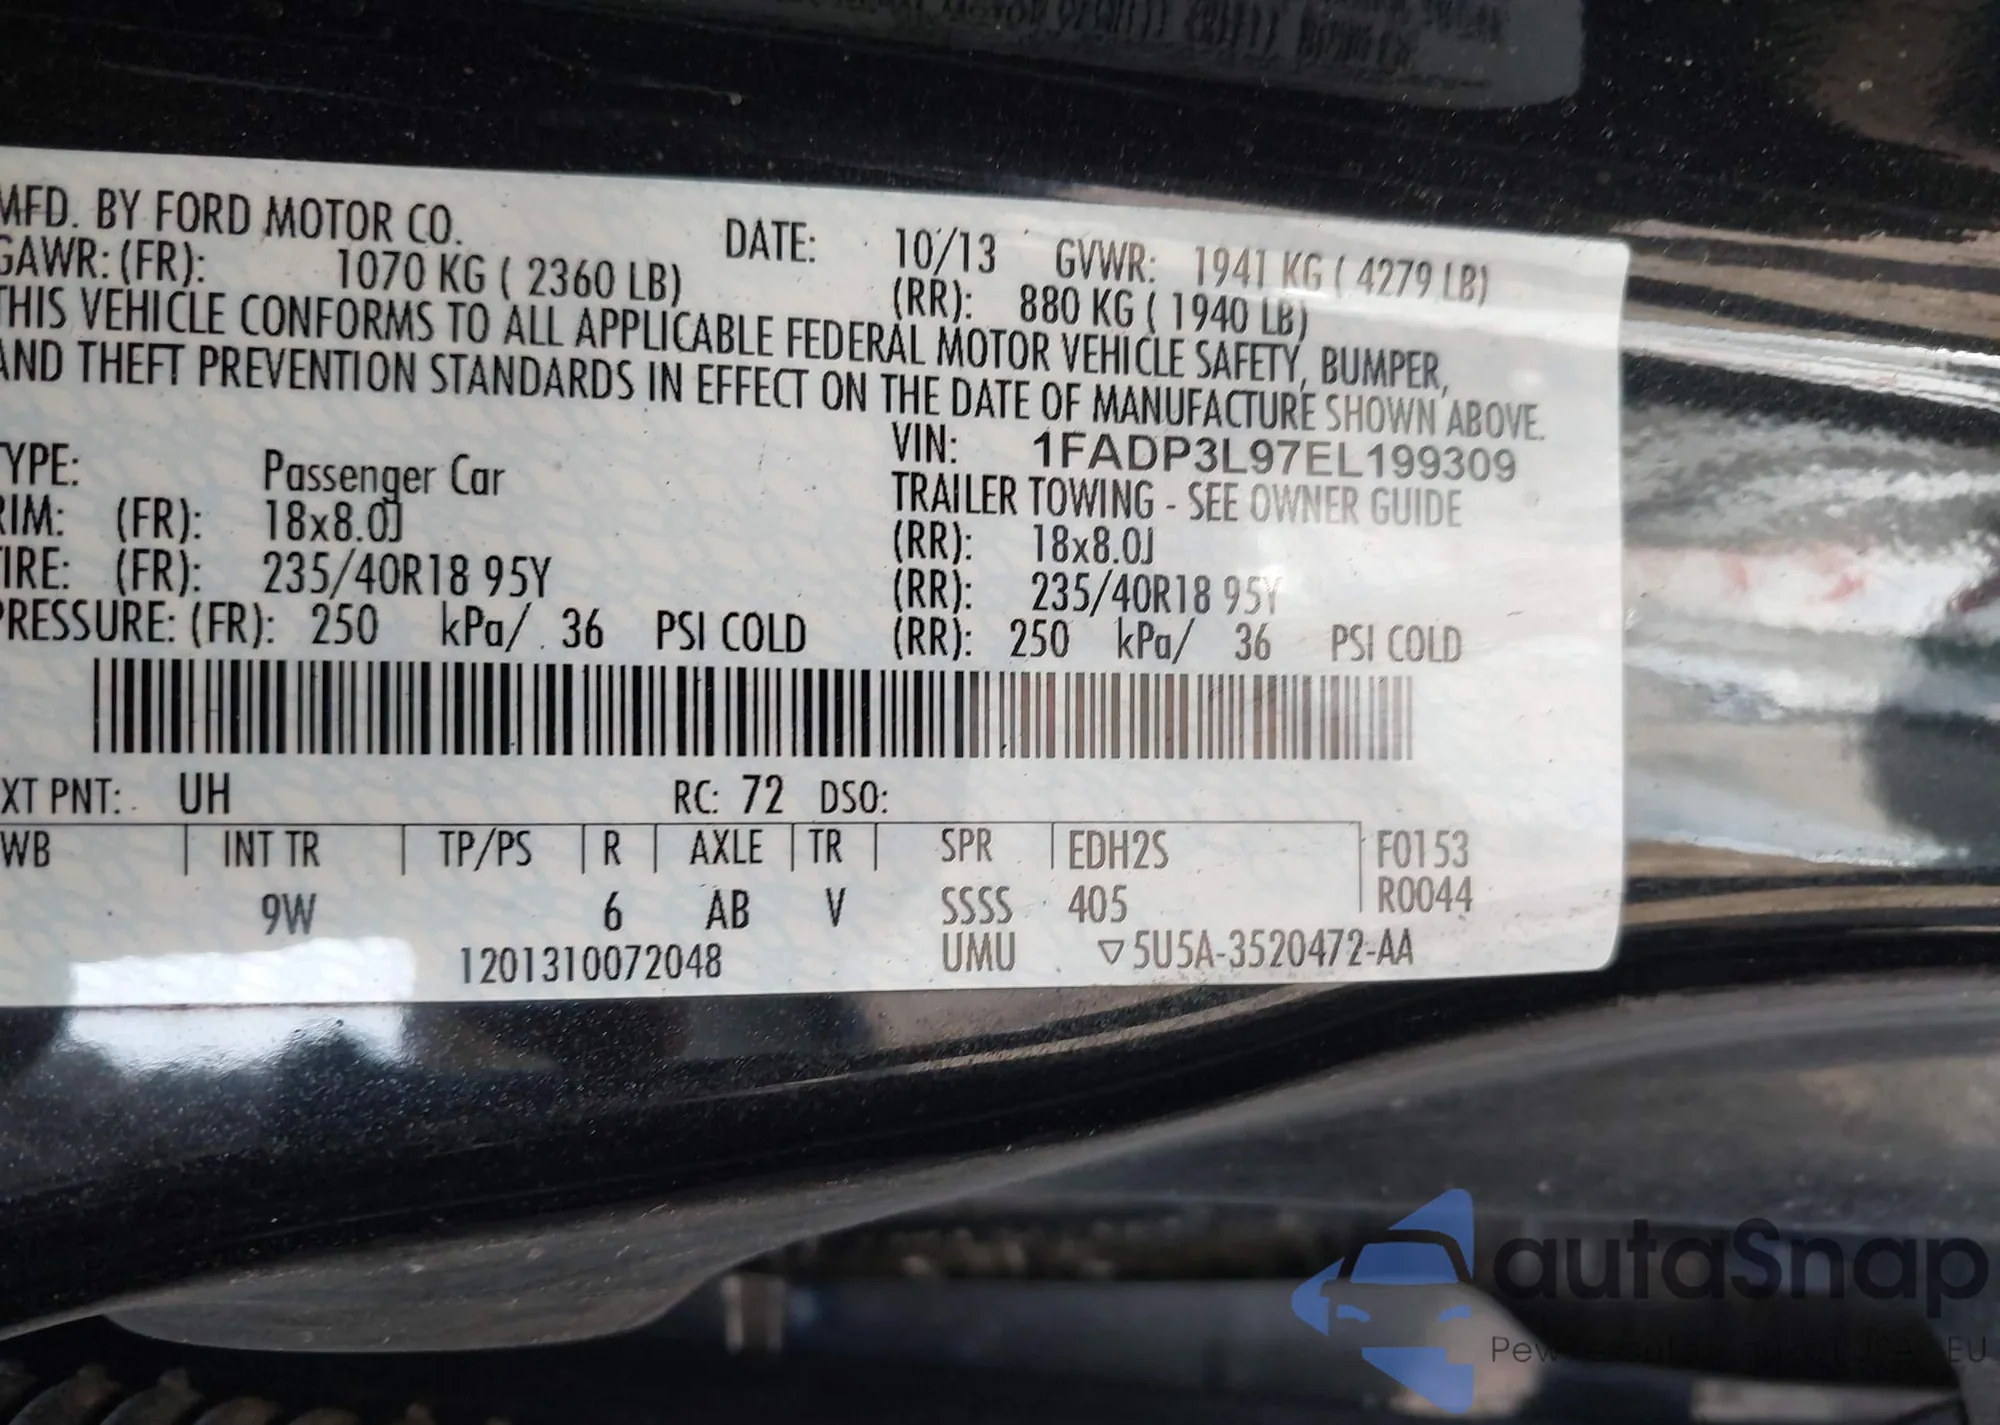 MFD. BY FORD MOTOR CO. DATE: 10/13 GVWR: 1941 KG ( 4279 LB)
GAWR: (FR): 1070 KG ( 2360 LB) (RR): 880 KG ( 1940 LB)
THIS VEHICLE CONFORMS TO ALL APPLICABLE FEDERAL MOTOR VEHICLE SAFETY, BUMPER,
AND THEFT PREVENTION STANDARDS IN EFFECT ON THE DATE OF MANUFACTURE SHOWN ABOVE.
VIN: 1FADP3L97EL199309
YPE: Passenger Car TRAILER TOWING - SEE OWNER GUIDE
RIM: (FR): 18x8.0J (RR): 18x8.0J
TIRE: (FR): 235/40R18 95Y (RR): 235/40R18 95Y
PRESSURE: (FR): 250 kPa/ 36 PSI COLD (RR): 250 kPa/ 36 PSI COLD
XT PNT: UH RC: 72 DSO:
WB INT TR TP/PS R AXLE TR SPR EDH2S F0153
9W 6 AB V SSSS 405 R0044
1201310072048 UMU ▽5U5A-3520472-AA
autaSnap